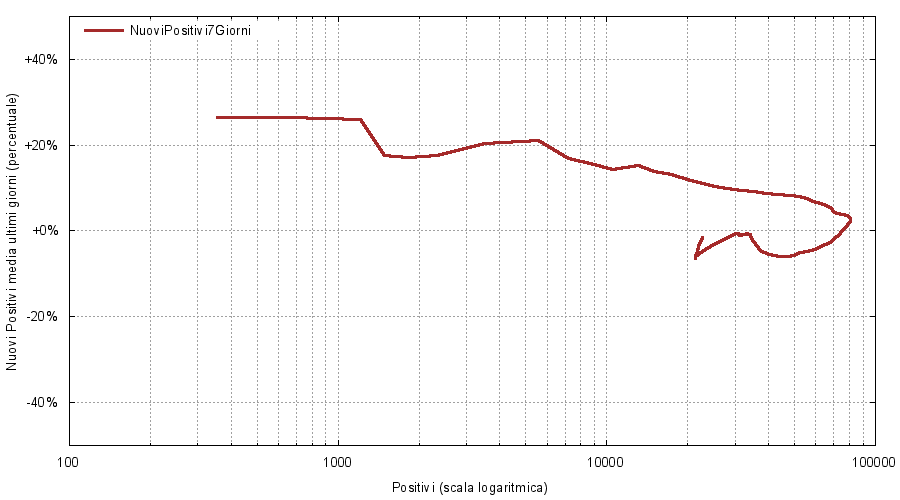 NuoviPositivi7Giorni
+40%
+20%
+0%
-20%
-40%
Nuovi Positivi media ultimi giorni (percentuale)
100 1000 10000 100000
Positivi (scala logaritmica)